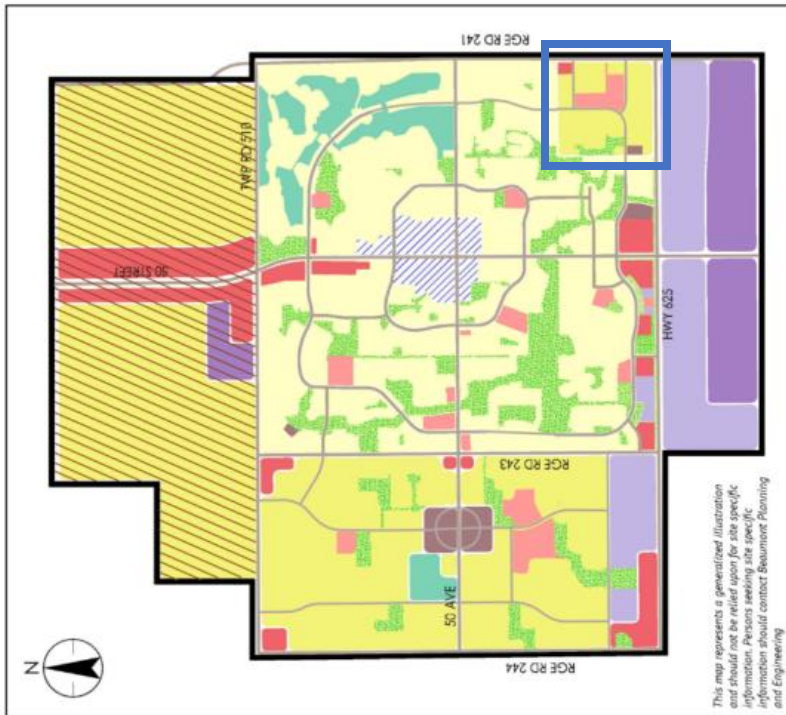 RGE RD 241
TWP RD 510
50 STREET
HWY 625
RGE RD 243
50 AVE
RGE RD 244
N
This map represents a generalized illustration
and should not be relied upon for site specific
information. Persons seeking site specific
information should contact Beaumont Planning
and Engineering